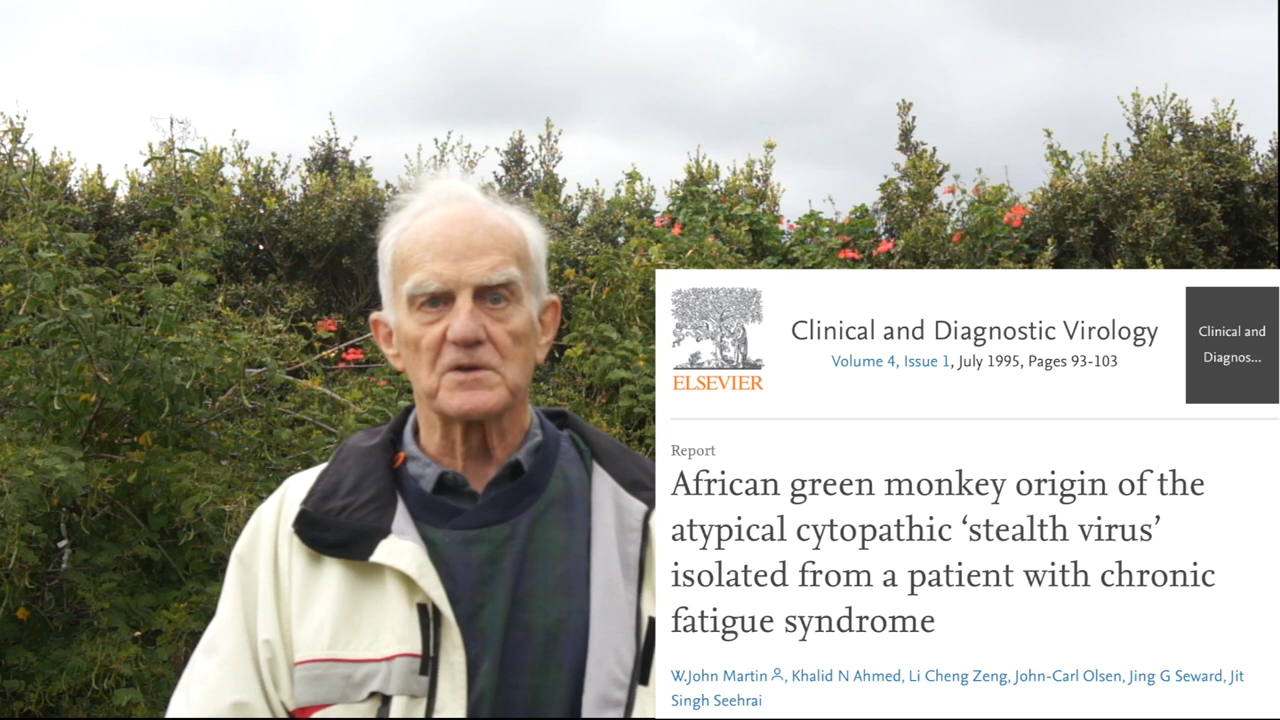 ELSEVIER
Clinical and Diagnostic Virology
Volume 4, Issue 1, July 1995, Pages 93-103
Clinical and
Diagnos...
Report
African green monkey origin of the
atypical cytopathic ‘stealth virus’
isolated from a patient with chronic
fatigue syndrome
W.John Martin, Khalid N Ahmed, Li Cheng Zeng, John-Carl Olsen, Jing G Seward, Jit
Singh Seehrai